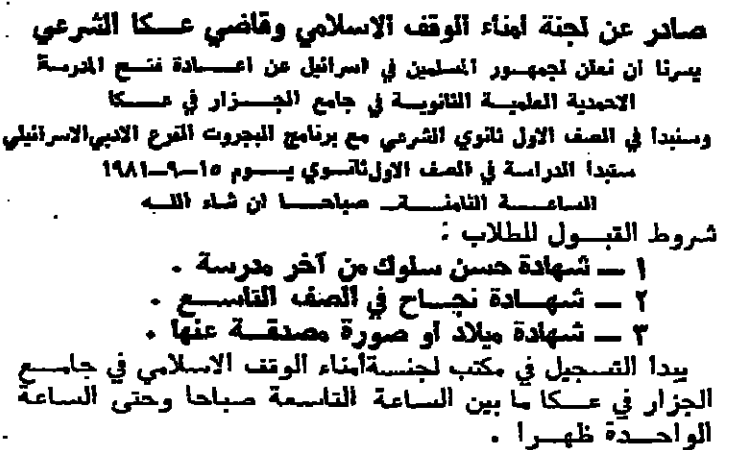 صادر عن لجنة امناء الوقف الاسلامي وقاضي عكا الشرعي
يسرنا ان نعلن لجمهور المسلمين في اسرائيل عن اعادة فتح المدرسة
الاحمدية العلمية الثانوية في جامع الجزار في عكا
وسنبدا في الصف الاول ثانوي الشرعي مع برنامج البجروت الفرع الادبي الاسرائيلي
ستبدا الدراسة في الصف الاول ثانوي يوم ١٥-٩-١٩٨١
الساعة الثامنة صباحا ان شاء الله
شروط القبول للطلاب :
١ — شهادة حسن سلوك من آخر مدرسة .
٢ — شهادة نجاح في الصف التاسع .
٣ — شهادة ميلاد أو صورة مصدقة عنها .
يبدا التسجيل في مكتب لجنة أمناء الوقف الاسلامي في جامع
الجزار في عكا ما بين الساعة التاسعة صباحا وحتى الساعة
الواحدة ظهرا .